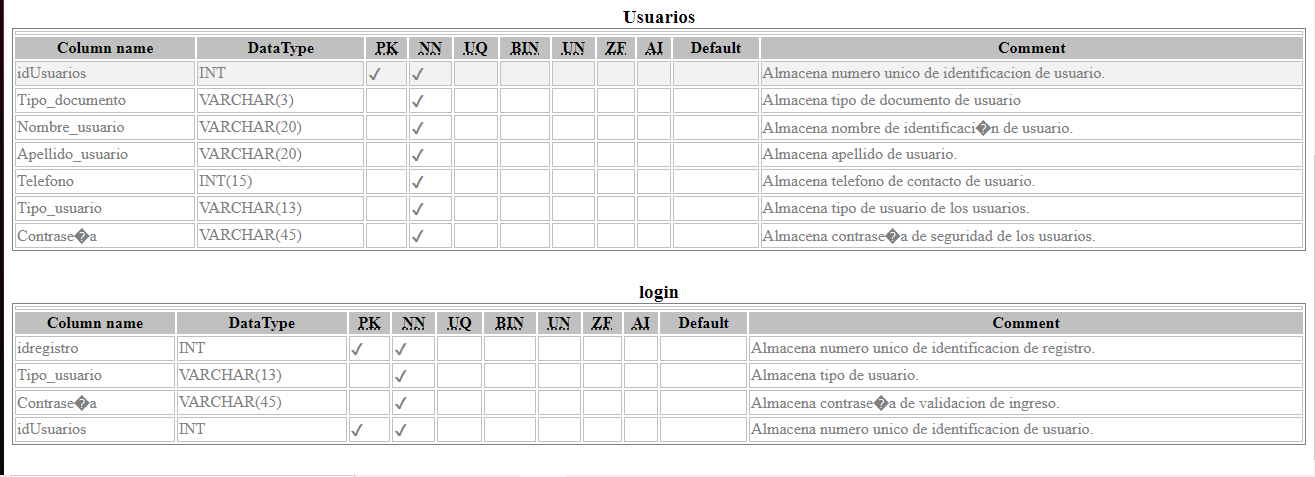 Usuarios
Column name DataType PK NN UQ BIN UN ZF AI Default Comment
idUsuarios INT ✓ ✓ Almacena numero unico de identificacion de usuario.
Tipo_documento VARCHAR(3) ✓ Almacena tipo de documento de usuario
Nombre_usuario VARCHAR(20) ✓ Almacena nombre de identificaci�n de usuario.
Apellido_usuario VARCHAR(20) ✓ Almacena apellido de usuario.
Telefono INT(15) ✓ Almacena telefono de contacto de usuario.
Tipo_usuario VARCHAR(13) ✓ Almacena tipo de usuario de los usuarios.
Contrase�a VARCHAR(45) ✓ Almacena contrase�a de seguridad de los usuarios.
login
Column name DataType PK NN UQ BIN UN ZF AI Default Comment
idregistro INT ✓ ✓ Almacena numero unico de identificacion de registro.
Tipo_usuario VARCHAR(13) ✓ Almacena tipo de usuario.
Contrase�a VARCHAR(45) ✓ Almacena contrase�a de validacion de ingreso.
idUsuarios INT ✓ ✓ Almacena numero unico de identificacion de usuario.